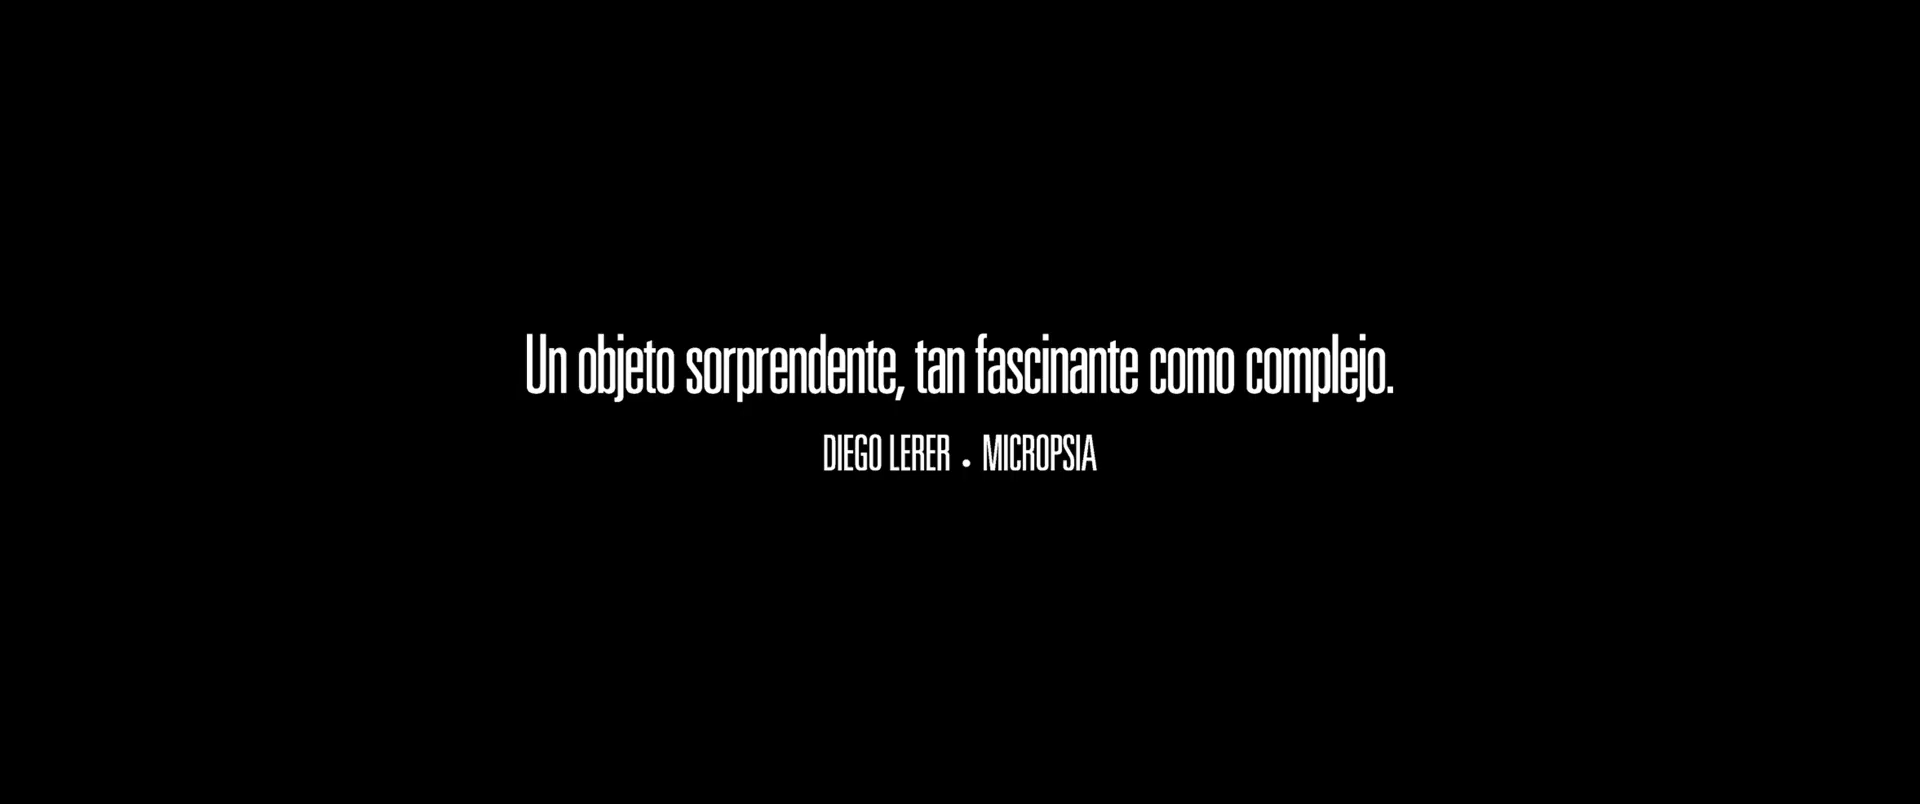 Un objeto sorprendente, tan fascinante como complejo.
DIEGO LERER . MICROPSIA